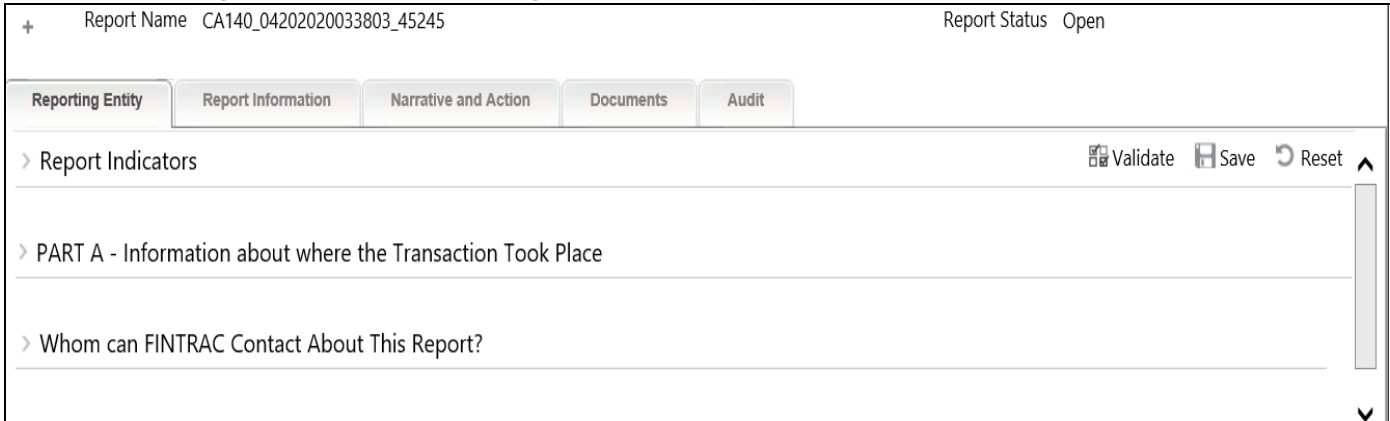 + Report Name CA140_04202020033803_45245 Report Status Open
Reporting Entity Report Information Narrative and Action Documents Audit
Report Indicators Validate Save Reset
PART A - Information about where the Transaction Took Place
Whom can FINTRAC Contact About This Report?